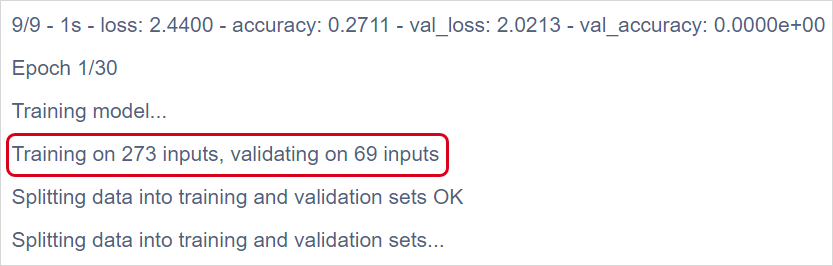 9/9 - 1s - loss: 2.4400 - accuracy: 0.2711 - val_loss: 2.0213 - val_accuracy: 0.0000e+00
Epoch 1/30
Training model...
Training on 273 inputs, validating on 69 inputs
Splitting data into training and validation sets OK
Splitting data into training and validation sets...